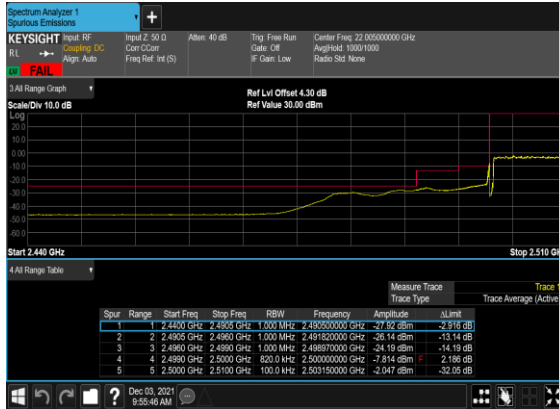 Spectrum Analyzer 1
Spurious Emissions
KEYSIGHT Input: RF Input Z: 50 Ω Atten: 40 dB Trig: Free Run Center Freq: 22.005000000 GHz
RL Coupling: DC Corr CCorr Gate: Off Avg|Hold: 1000/1000
Align: Auto Freq Ref: Int (S) IF Gain: Low Radio Std: None
LV FAIL
3 All Range Graph
Ref Lvl Offset 4.30 dB
Scale/Div 10.0 dB Ref Value 30.00 dBm
Log
20.0
10.0
0.00
-10.0
-20.0
-30.0
-40.0
-50.0
-60.0
Start 2.440 GHz Stop 2.510 G
4 All Range Table
Measure Trace Trace 1
Trace Type Trace Average (Active
Spur Range Start Freq Stop Freq RBW Frequency Amplitude ΔLimit
1 1 2.4400 GHz 2.4905 GHz 1.000 MHz 2.490500000 GHz -27.92 dBm -2.916 dB
2 2 2.4905 GHz 2.4960 GHz 1.000 MHz 2.491820000 GHz -26.14 dBm -13.14 dB
3 3 2.4960 GHz 2.4990 GHz 1.000 MHz 2.498970000 GHz -24.19 dBm -14.19 dB
4 4 2.4990 GHz 2.5000 GHz 820.0 kHz 2.500000000 GHz -7.814 dBm F 2.186 dB
5 5 2.5000 GHz 2.5100 GHz 100.0 kHz 2.503150000 GHz -2.047 dBm -32.05 dB
Dec 03, 2021
9:55:46 AM